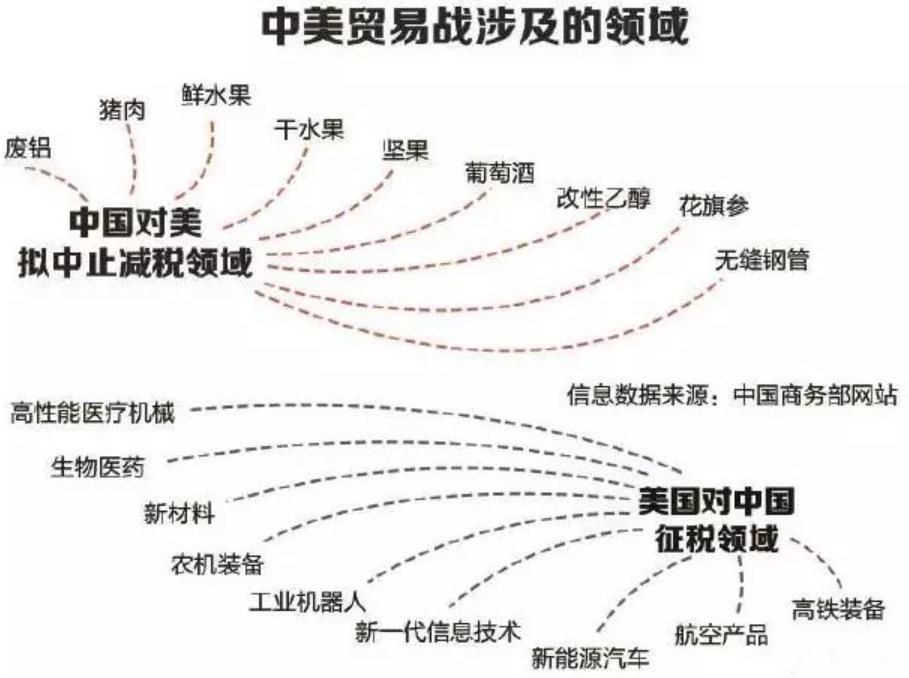 中美贸易战涉及的领域
废铝
猪肉
鲜水果
干水果
坚果
葡萄酒
改性乙醇
花旗参
无缝钢管
中国对美
拟中止减税领域
信息数据来源：中国商务部网站
高性能医疗机械
生物医药
新材料
农机装备
工业机器人
新一代信息技术
新能源汽车
航空产品
高铁装备
美国对中国
征税领域